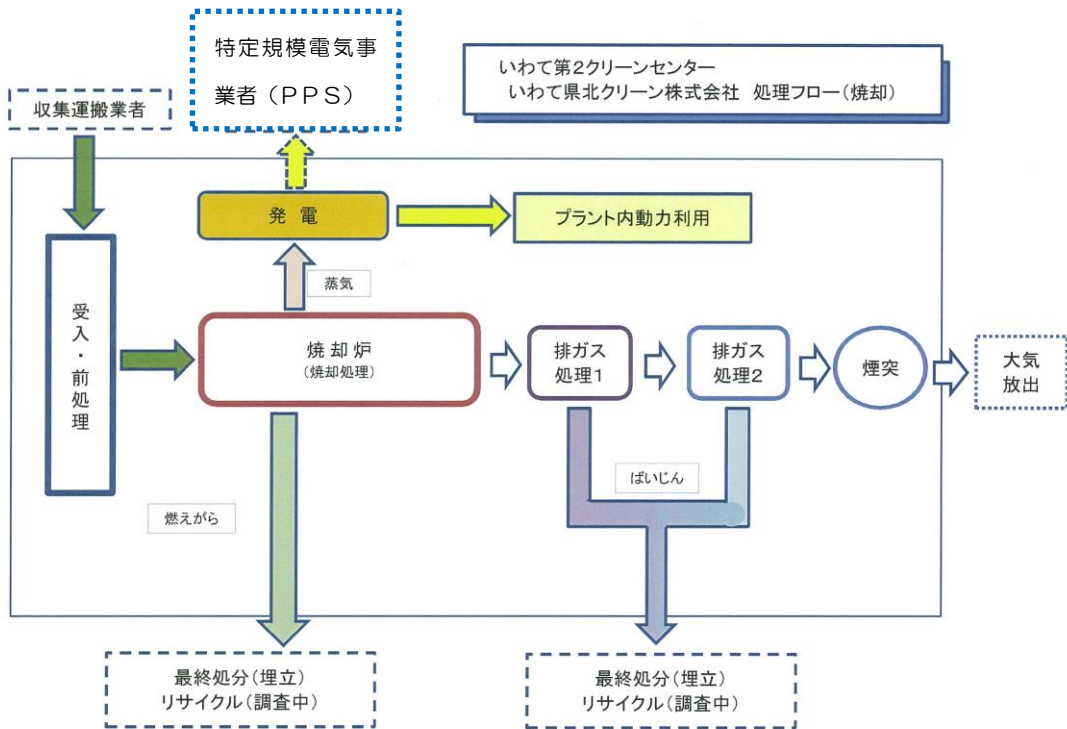 特定規模電気事
業者（ＰＰＳ）
いわて第２クリーンセンター
いわて県北クリーン株式会社　処理フロー（焼却）
収集運搬業者
発 電
プラント内動力利用
蒸気
受入・前処理
焼 却 炉
(焼却処理)
排ガス
処理１
排ガス
処理２
煙突
大気
放出
ばいじん
燃えがら
最終処分(埋立)
リサイクル(調査中)
最終処分(埋立)
リサイクル(調査中)